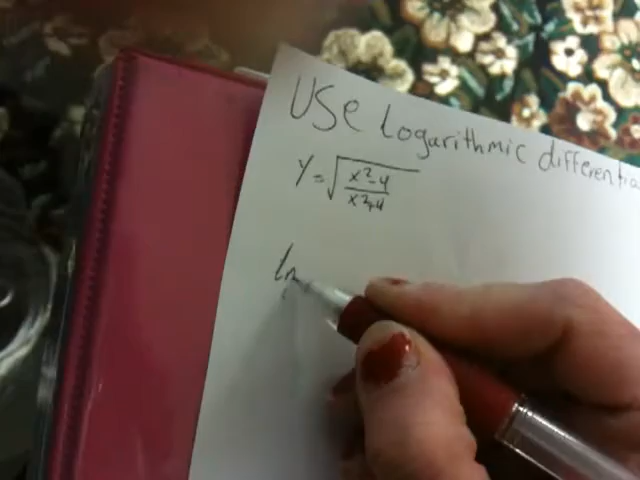 USE Logarithmic differentia
y = √(x²-4 / x²+4)
ln